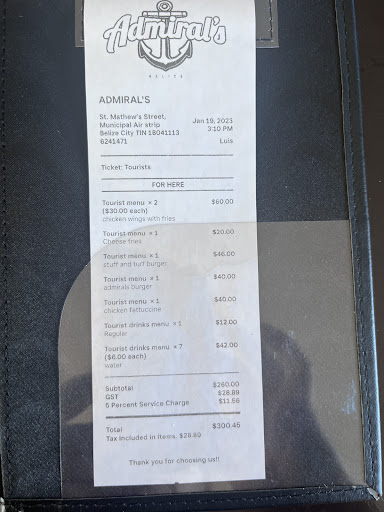 Admiral's
BELIZE
ADMIRAL'S
St. Mathew's Street,
Municipal Air strip
Belize City TIN 18041113
6241471
Jan 19, 2023
3:10 PM
Luis
Ticket: Tourists
FOR HERE
Tourist menu × 2 $60.00
($30.00 each)
chicken wings with fries
Tourist menu × 1 $20.00
Cheese fries
Tourist menu × 1 $46.00
stuff and turf burger
Tourist menu × 1 $40.00
admirals burger
Tourist menu × 1 $40.00
chicken fettuccine
Tourist drinks menu × 1 $12.00
Regular
Tourist drinks menu × 7 $42.00
($6.00 each)
water
Subtotal $260.00
GST $28.89
5 Percent Service Charge $11.56
Total $300.45
Tax included in items, $28.89
Thank you for choosing us!!